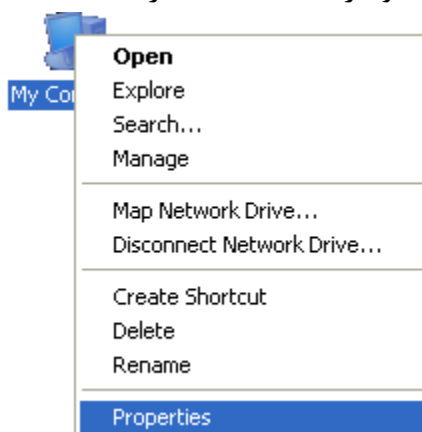 My Co
Open
Explore
Search...
Manage
Map Network Drive...
Disconnect Network Drive...
Create Shortcut
Delete
Rename
Properties